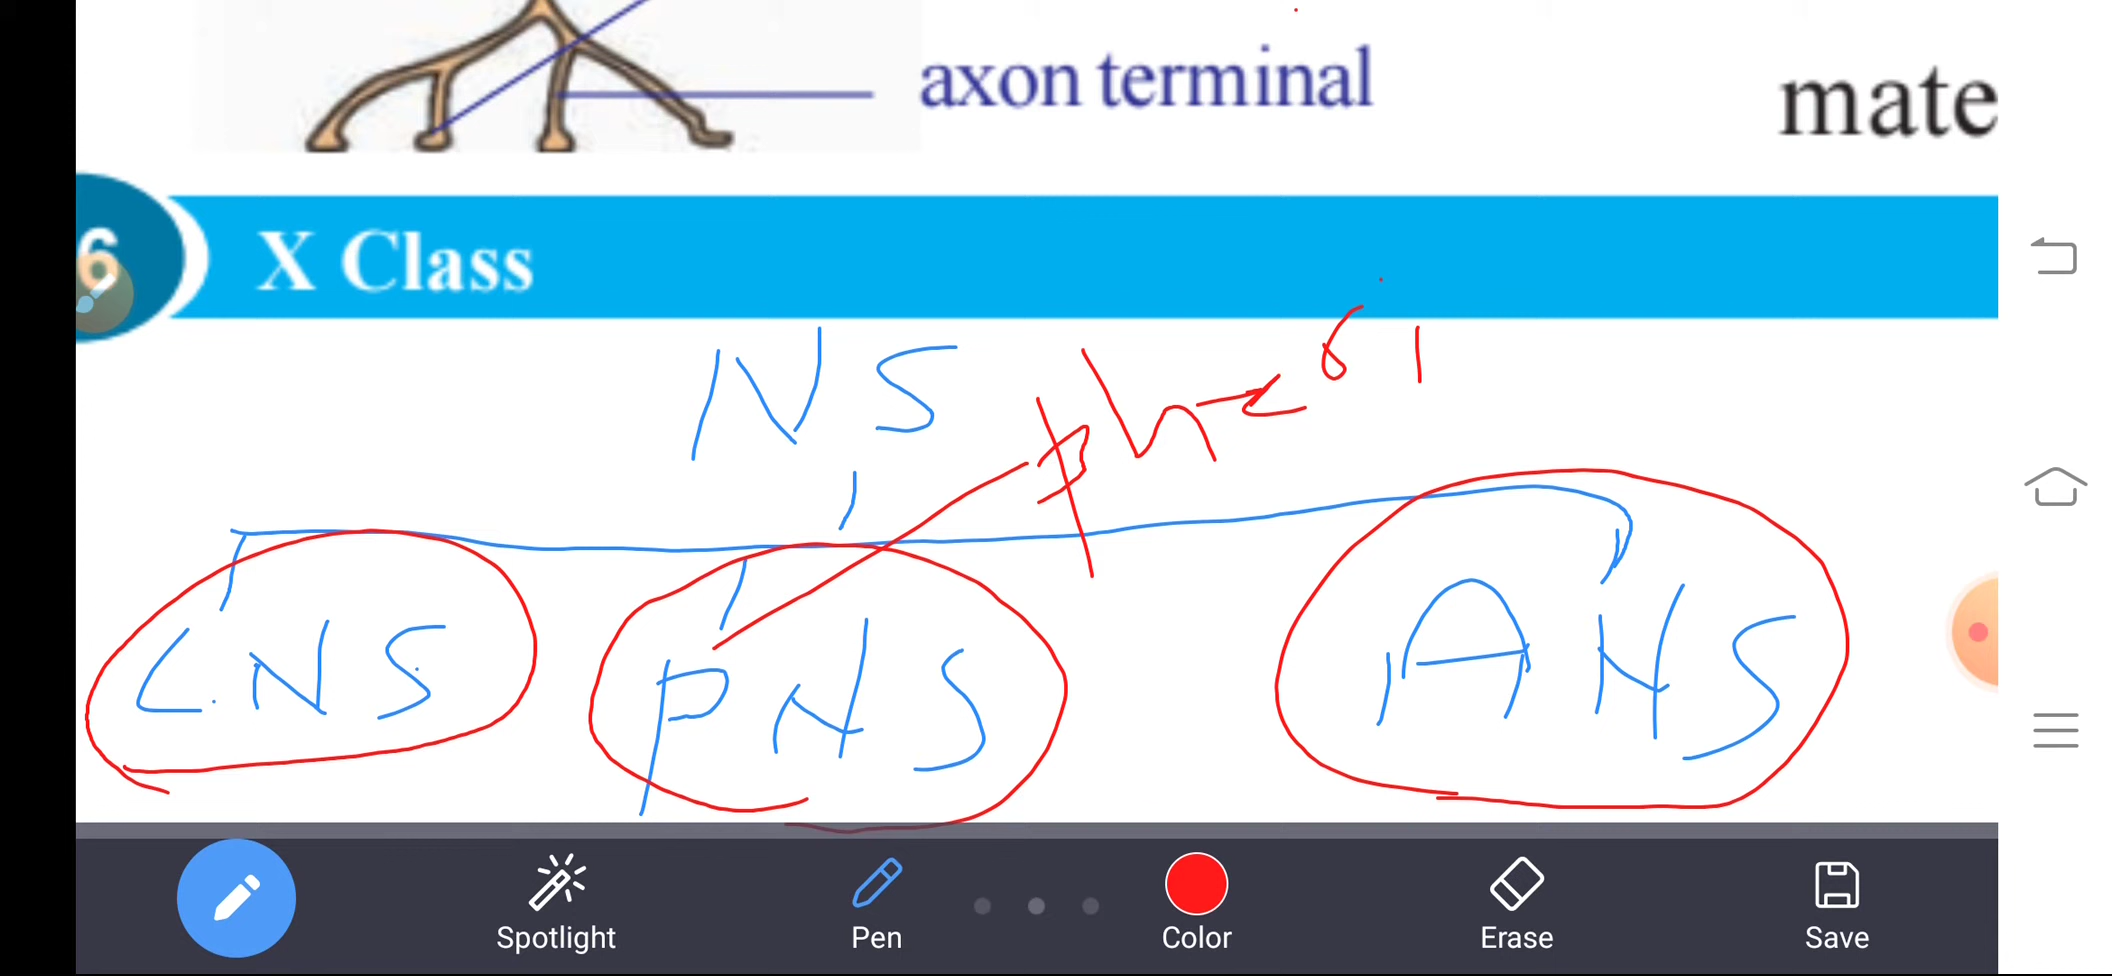 axon terminal
mate
6 X Class
NS
CNS PNS ANS
Spotlight Pen Color Erase Save